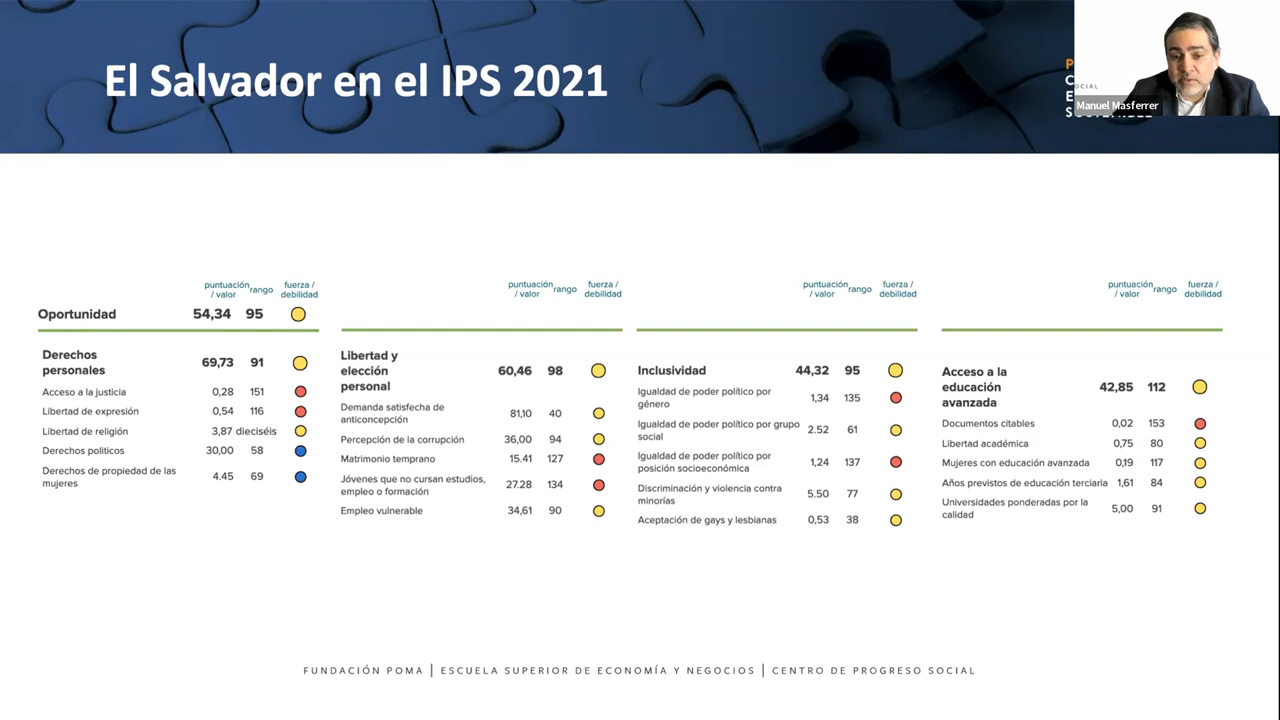 El Salvador en el IPS 2021
OCIAL
Manuel Masferrer
puntuación / valor rango fuerza / debilidad
Oportunidad 54,34 95
Derechos personales 69,73 91
Acceso a la justicia 0,28 151
Libertad de expresión 0,54 116
Libertad de religión 3,87 dieciséis
Derechos politicos 30,00 58
Derechos de propiedad de las mujeres 4.45 69
puntuación / valor rango fuerza / debilidad
Libertad y elección personal 60,46 98
Demanda satisfecha de anticoncepción 81,10 40
Percepción de la corrupción 36,00 94
Matrimonio temprano 15.41 127
Jóvenes que no cursan estudios, empleo o formación 27.28 134
Empleo vulnerable 34,61 90
puntuación / valor rango fuerza / debilidad
Inclusividad 44,32 95
Igualdad de poder político por género 1,34 135
Igualdad de poder político por grupo social 2.52 61
Igualdad de poder político por posición socioeconómica 1,24 137
Discriminación y violencia contra minorías 5.50 77
Aceptación de gays y lesbianas 0,53 38
puntuación / valor rango fuerza / debilidad
Acceso a la educación avanzada 42,85 112
Documentos citables 0,02 153
Libertad académica 0,75 80
Mujeres con educación avanzada 0,19 117
Años previstos de educación terciaria 1,61 84
Universidades ponderadas por la calidad 5,00 91
FUNDACIÓN POMA | ESCUELA SUPERIOR DE ECONOMÍA Y NEGOCIOS | CENTRO DE PROGRESO SOCIAL